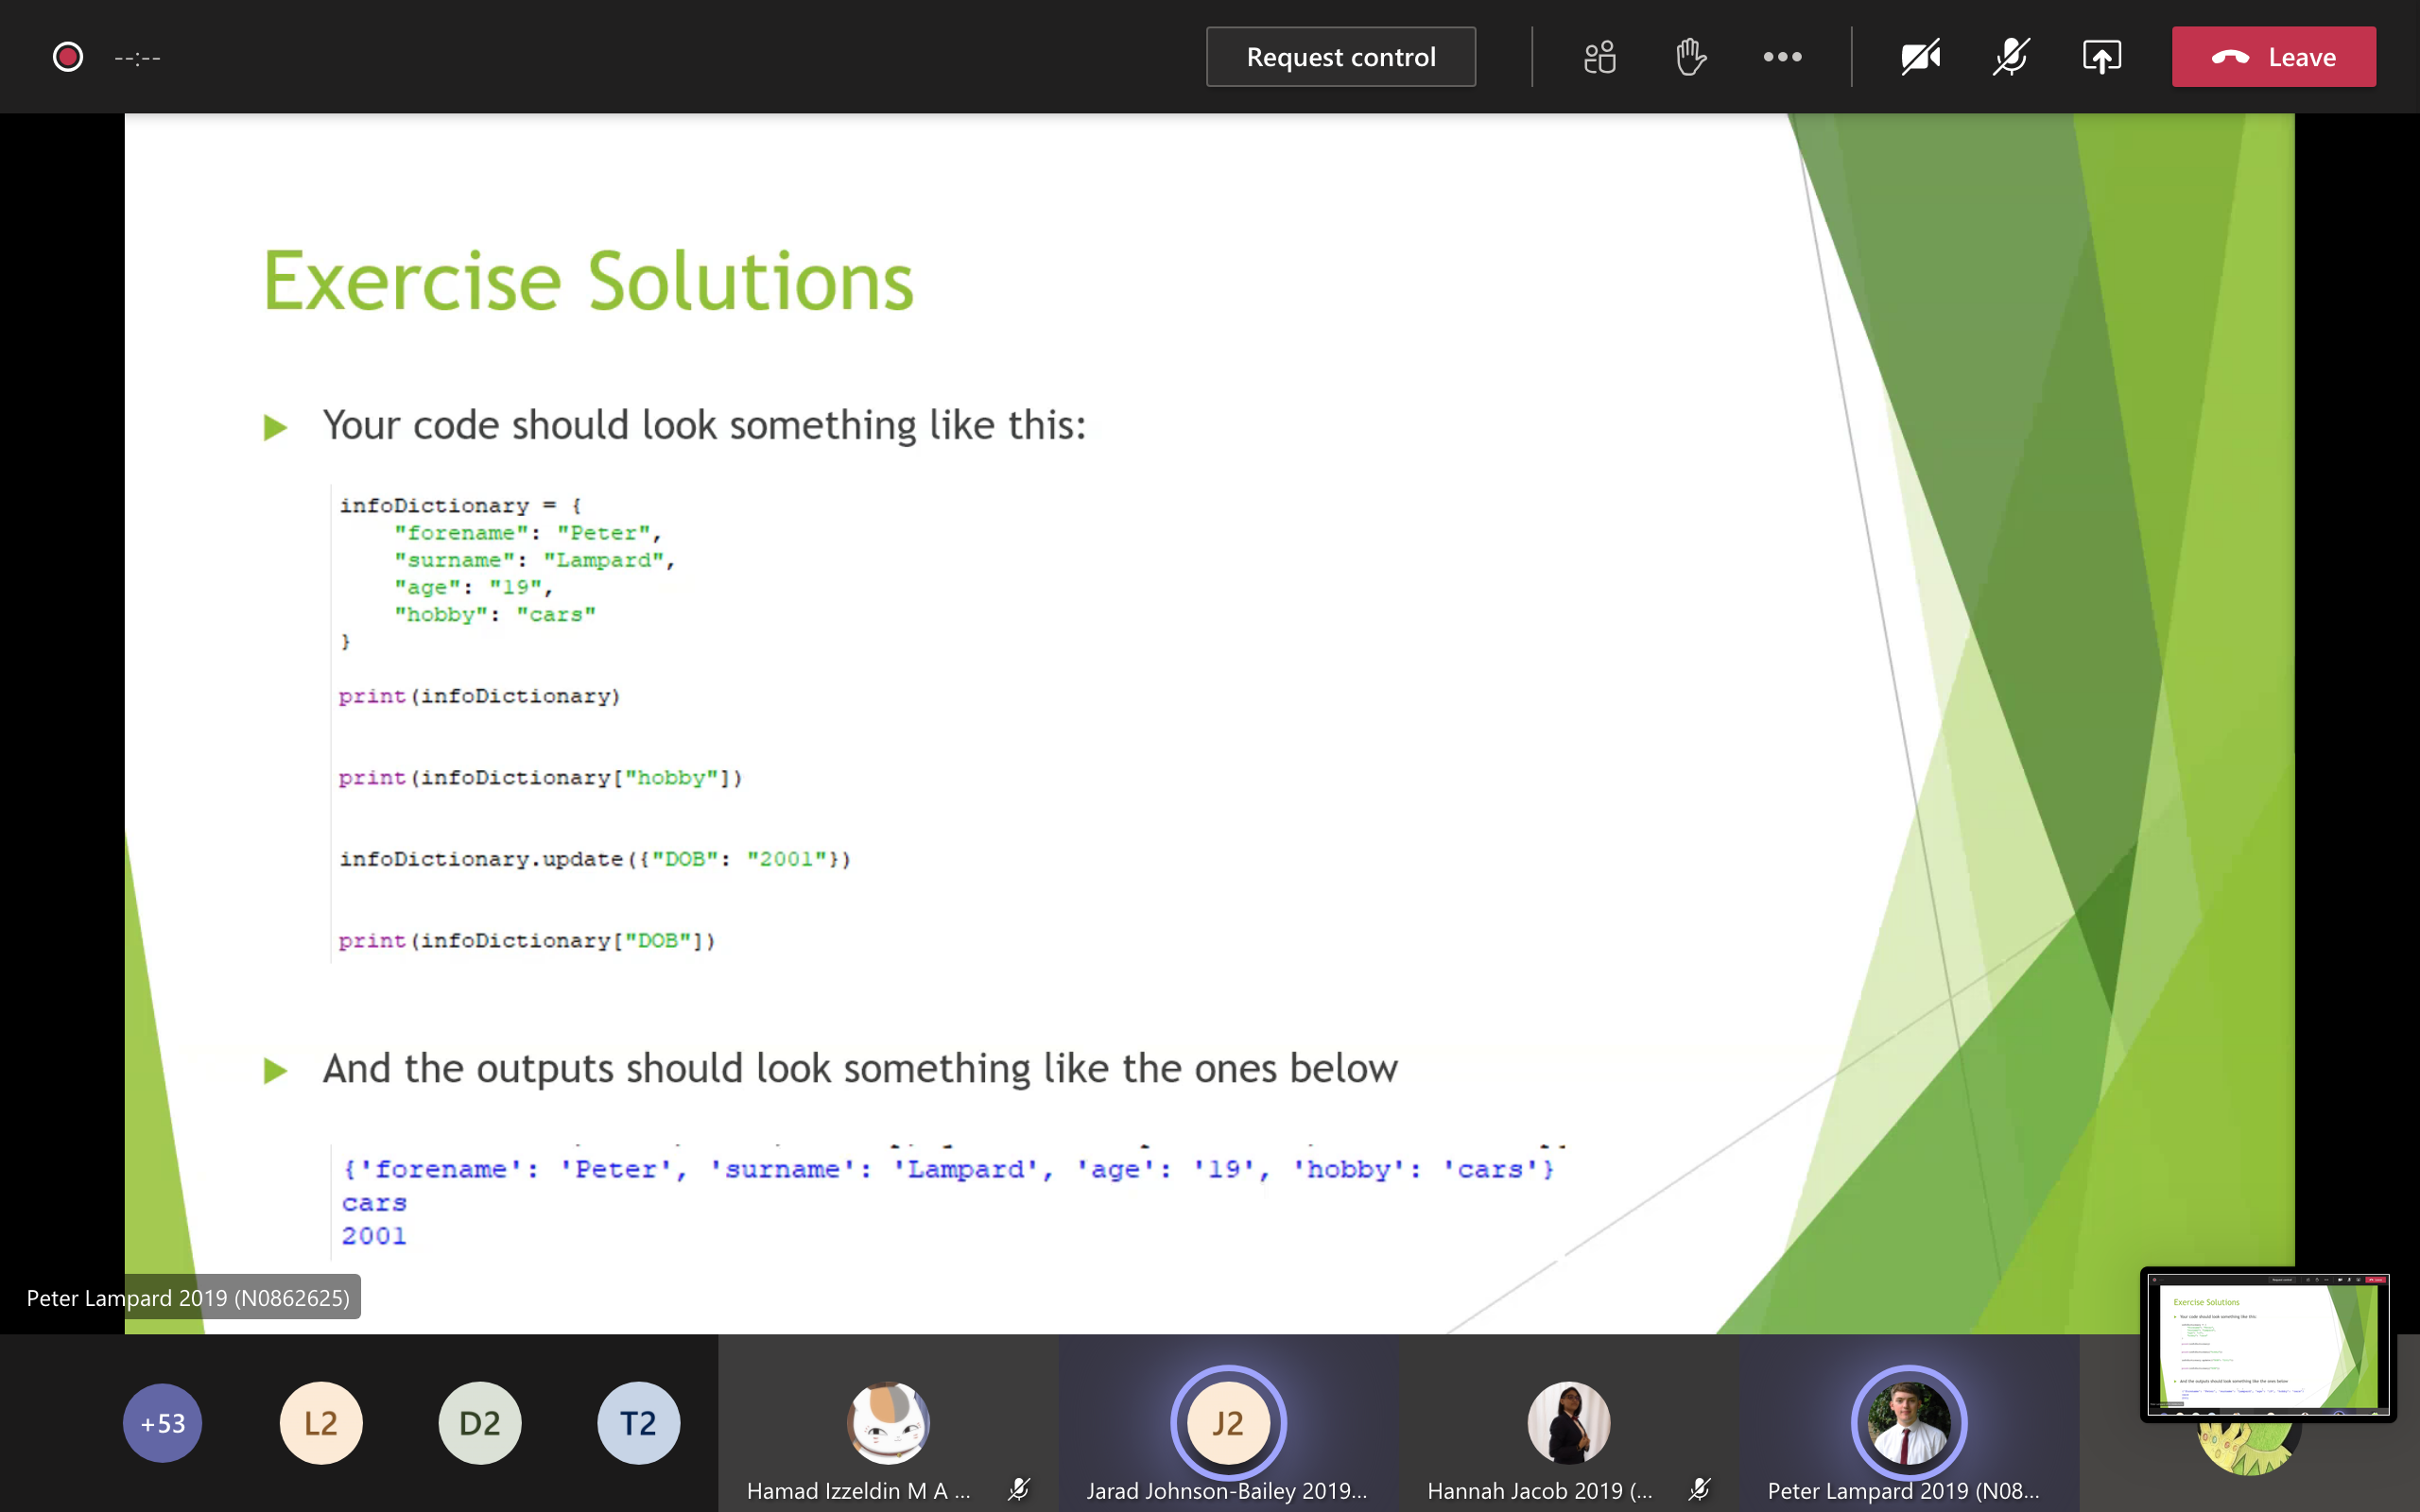 --:--
Request control
Leave
Exercise Solutions
Your code should look something like this:
infoDictionary = {
"forename": "Peter",
"surname": "Lampard",
"age": "19",
"hobby": "cars"
}
print(infoDictionary)
print(infoDictionary["hobby"])
infoDictionary.update({"DOB": "2001"})
print(infoDictionary["DOB"])
And the outputs should look something like the ones below
{'forename': 'Peter', 'surname': 'Lampard', 'age': '19', 'hobby': 'cars'}
cars
2001
Peter Lampard 2019 (N0862625)
Exercise Solutions
+53
L2
D2
T2
J2
Hamad Izzeldin M A ...
Jarad Johnson-Bailey 2019...
Hannah Jacob 2019 (...
Peter Lampard 2019 (N08...